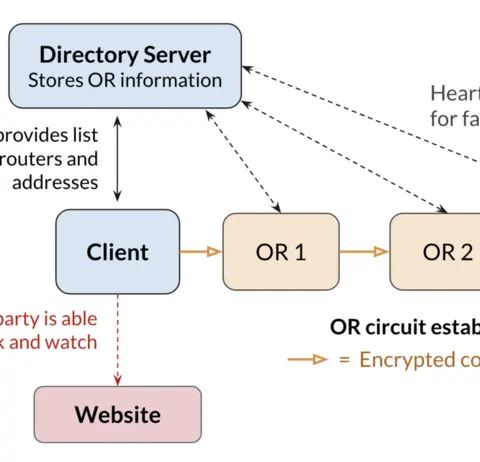 Directory Server
Stores OR information
Heart
for fa
provides list
routers and
addresses
Client
OR 1
OR 2
party is able
k and watch
OR circuit estab
= Encrypted co
Website